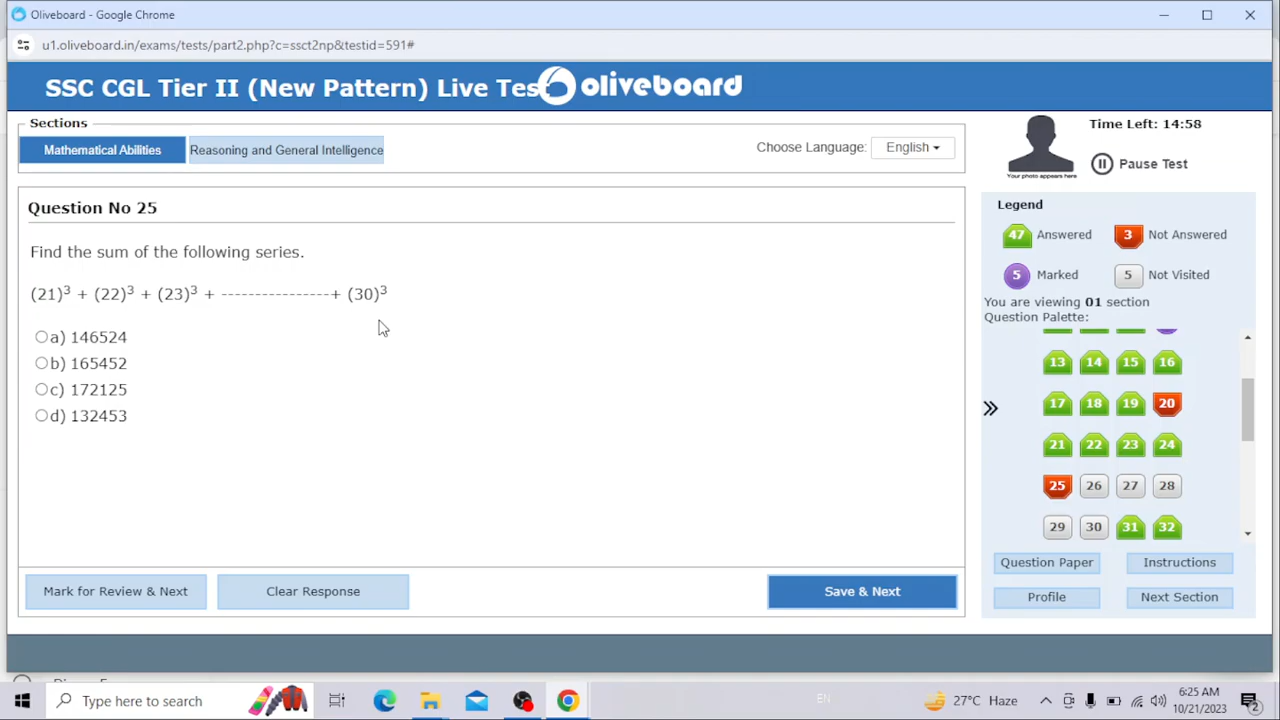 Oliveboard - Google Chrome
u1.oliveboard.in/exams/tests/part2.php?c=ssct2np&testid=591#
SSC CGL Tier II (New Pattern) Live Tes
oliveboard
Sections
Mathematical Abilities
Reasoning and General Intelligence
Choose Language: English
Your photo appears here
Time Left: 14:58
Pause Test
Question No 25
Find the sum of the following series.
(21)³ + (22)³ + (23)³ + ----------------+ (30)³
a) 146524
b) 165452
c) 172125
d) 132453
Mark for Review & Next
Clear Response
Save & Next
Legend
47 Answered 3 Not Answered
5 Marked 5 Not Visited
You are viewing 01 section
Question Palette:
13 14 15 16
17 18 19 20
21 22 23 24
25 26 27 28
29 30 31 32
Question Paper Instructions
Profile Next Section
Type here to search
EN
27°C Haze
6:25 AM
10/21/2023
2